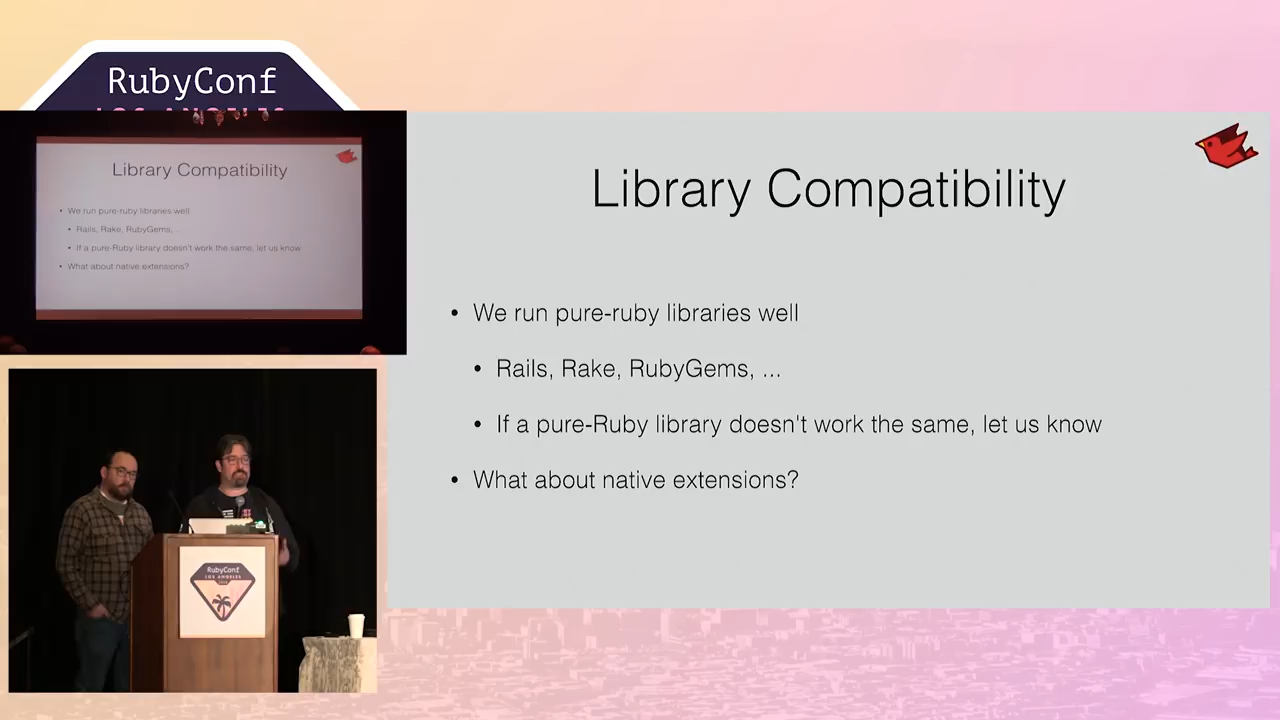 RubyConf
LOS ANGELES
Library Compatibility
• We run pure-ruby libraries well
• Rails, Rake, RubyGems, ...
• If a pure-Ruby library doesn't work the same, let us know
• What about native extensions?
Library Compatibility
• We run pure-ruby libraries well
• Rails, Rake, RubyGems, ...
• If a pure-Ruby library doesn't work the same, let us know
• What about native extensions?
RubyConf
LOS ANGELES